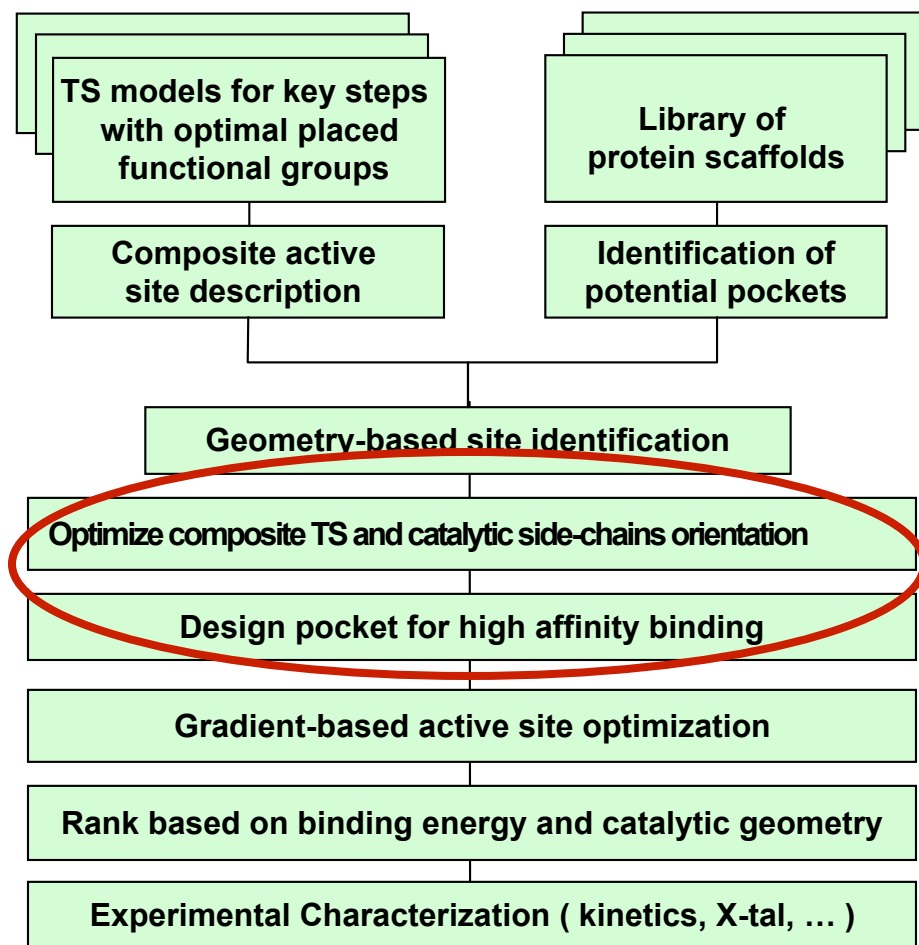 TS models for key steps
with optimal placed
functional groups
Library of
protein scaffolds
Composite active
site description
Identification of
potential pockets
Geometry-based site identification
Optimize composite TS and catalytic side-chains orientation
Design pocket for high affinity binding
Gradient-based active site optimization
Rank based on binding energy and catalytic geometry
Experimental Characterization ( kinetics, X-tal, … )